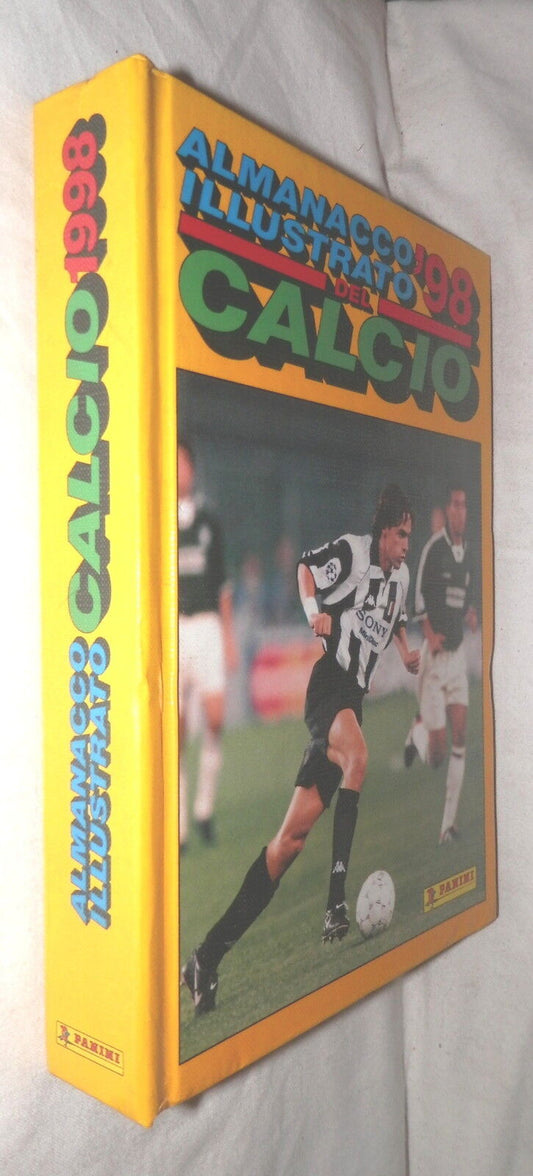 ALMANACCO
ILLUSTRATO
CALCIO 1998
PANINI
ALMANACCO
ILLUSTRATO '98
DEL
CALCIO
SONY
PANINI